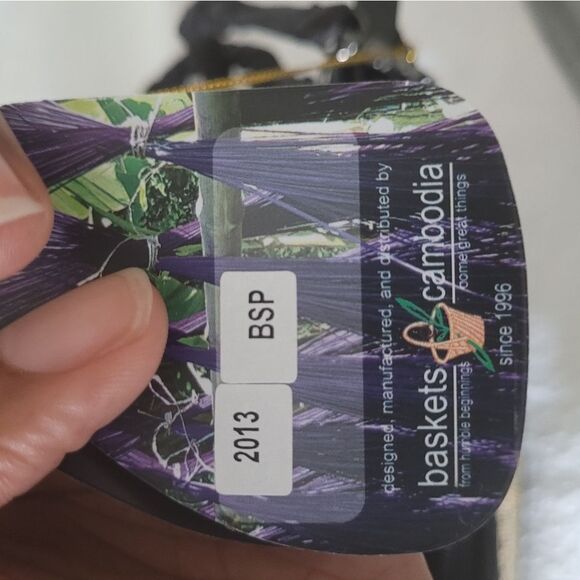 2013 BSP
designed, manufactured, and distributed by
baskets cambodia
from humble beginnings come great things
since 1996